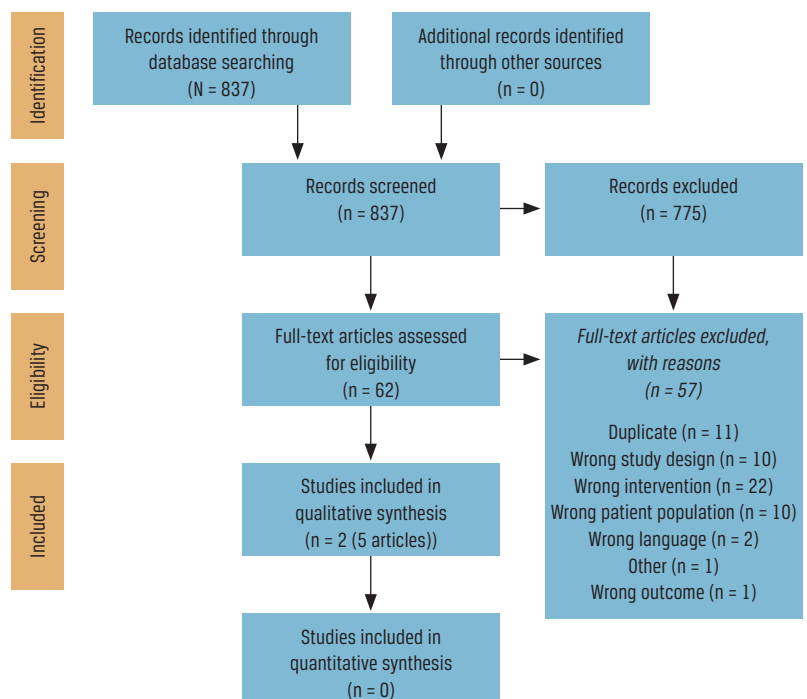 Identification
Records identified through
database searching
(N = 837)
Additional records identified
through other sources
(n = 0)
Screening
Records screened
(n = 837)
Records excluded
(n = 775)
Eligibility
Full-text articles assessed
for eligibility
(n = 62)
Full-text articles excluded,
with reasons
(n = 57)
Duplicate (n = 11)
Wrong study design (n = 10)
Wrong intervention (n = 22)
Wrong patient population (n = 10)
Wrong language (n = 2)
Other (n = 1)
Wrong outcome (n = 1)
Included
Studies included in
qualitative synthesis
(n = 2 (5 articles))
Studies included in
quantitative synthesis
(n = 0)